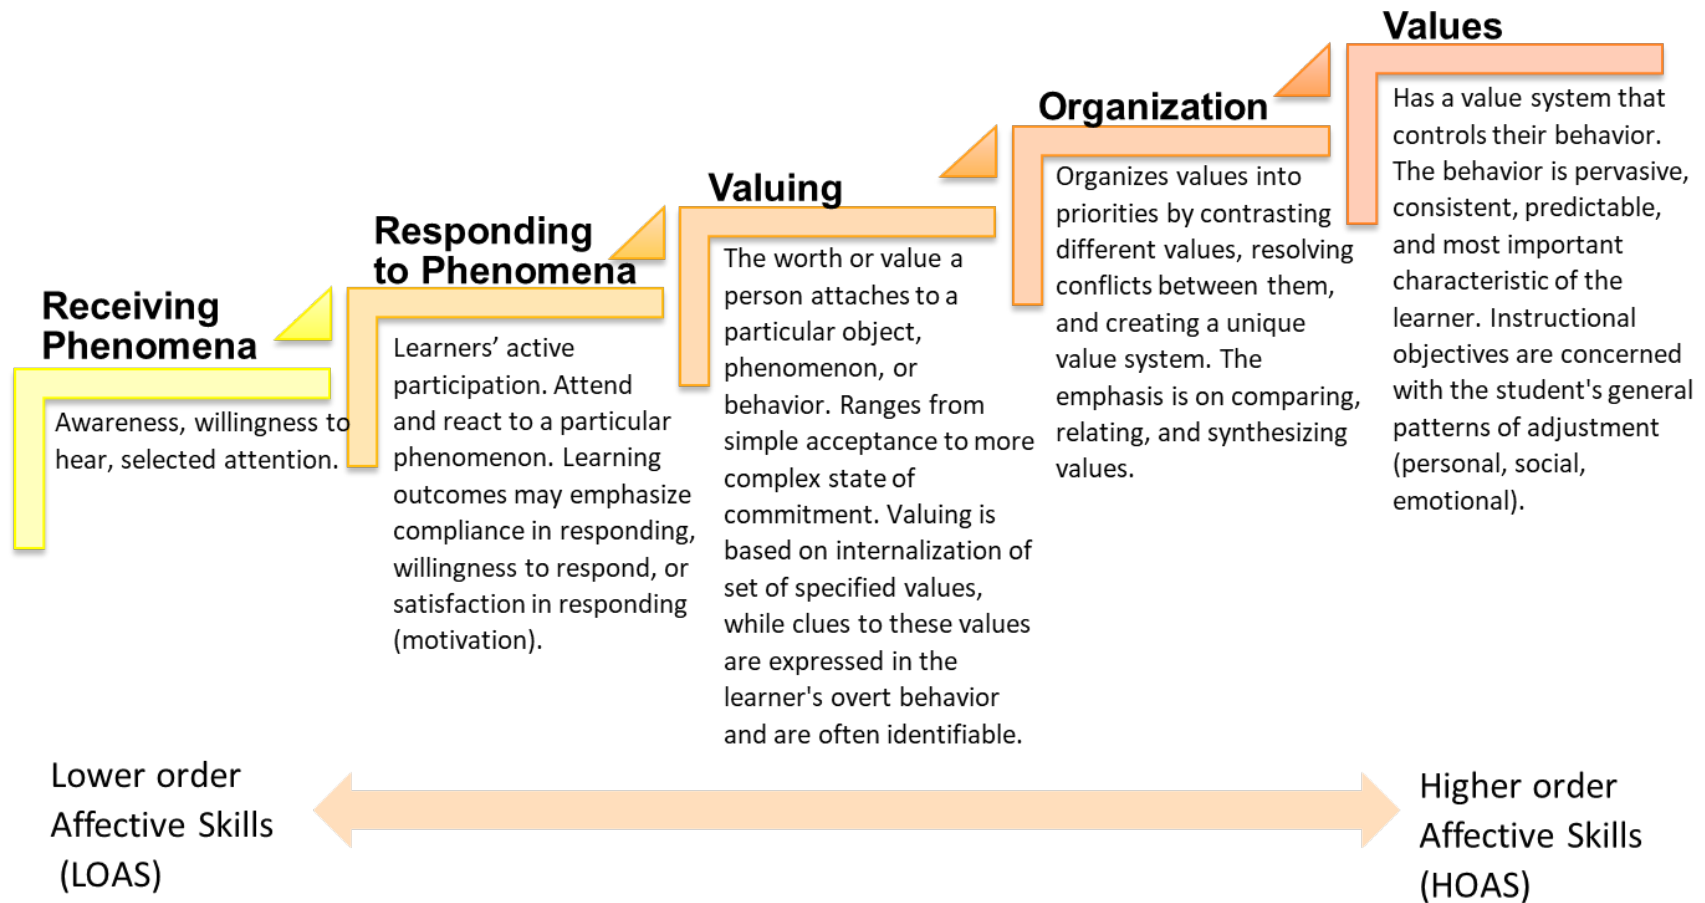 Receiving
Phenomena
Awareness, willingness to
hear, selected attention.
Responding
to Phenomena
Learners’ active
participation. Attend
and react to a particular
phenomenon. Learning
outcomes may emphasize
compliance in responding,
willingness to respond, or
satisfaction in responding
(motivation).
Valuing
The worth or value a
person attaches to a
particular object,
phenomenon, or
behavior. Ranges from
simple acceptance to more
complex state of
commitment. Valuing is
based on internalization of
set of specified values,
while clues to these values
are expressed in the
learner's overt behavior
and are often identifiable.
Organization
Organizes values into
priorities by contrasting
different values, resolving
conflicts between them,
and creating a unique
value system. The
emphasis is on comparing,
relating, and synthesizing
values.
Values
Has a value system that
controls their behavior.
The behavior is pervasive,
consistent, predictable,
and most important
characteristic of the
learner. Instructional
objectives are concerned
with the student's general
patterns of adjustment
(personal, social,
emotional).
Lower order
Affective Skills
(LOAS)
Higher order
Affective Skills
(HOAS)